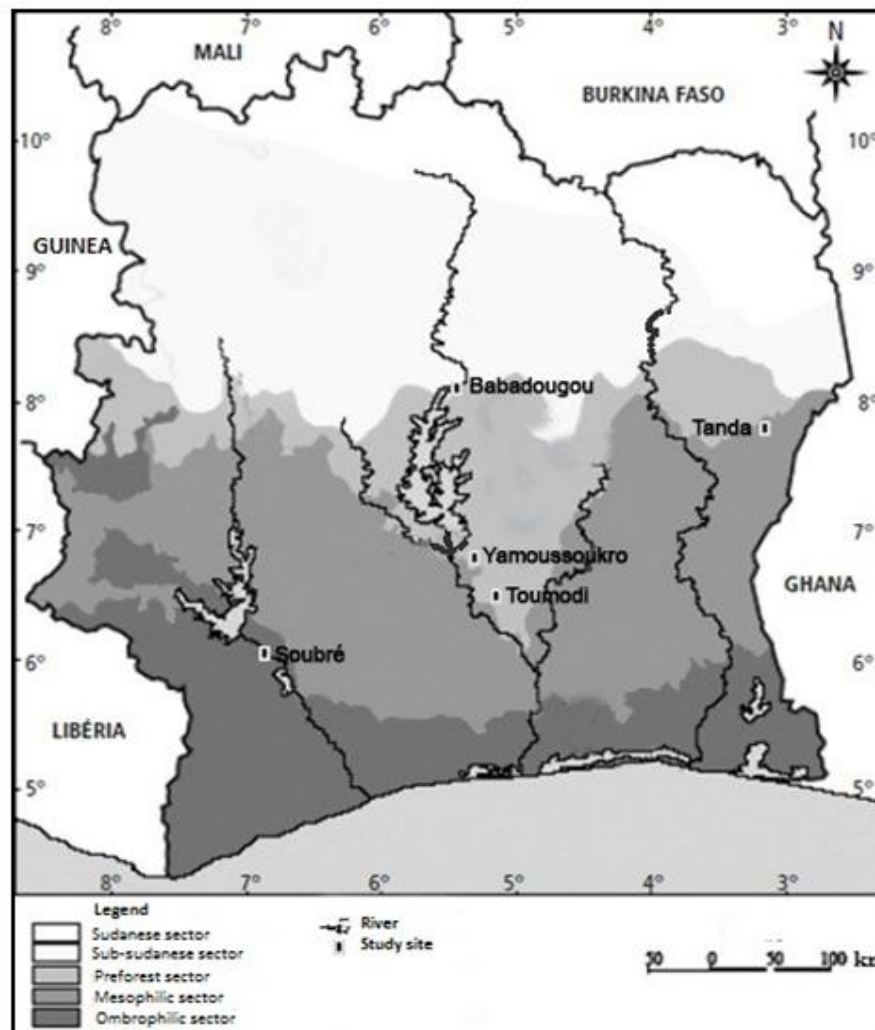 8° 7° 6° 5° 4° 3°
MALI
N
BURKINA FASO
10° 10°
GUINEA
9° 9°
8° Babadougou 8°
Tanda
7° 7°
Yamoussoukro
Toumodi
GHANA
6° Soubré 6°
LIBÉRIA
5° 5°
8° 7° 6° 5° 4° 3°
Legend
Sudanese sector
Sub-sudanese sector
Preforest sector
Mesophilic sector
Ombrophilic sector
River
Study site
50 0 50 100 km